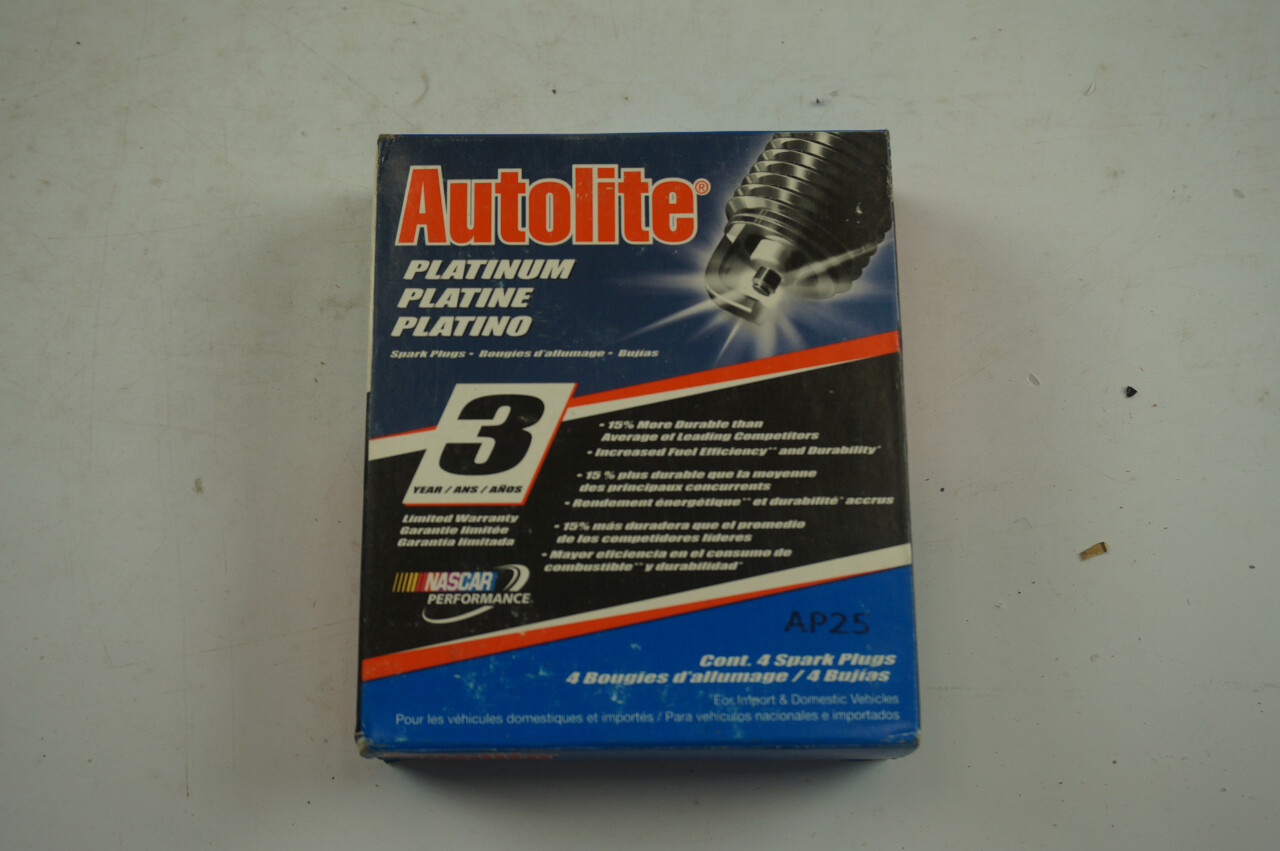 Autolite®
PLATINUM
PLATINE
PLATINO
Spark Plugs - Bougies d'allumage - Bujías
3
YEAR / ANS / AÑOS
Limited Warranty
Garantie limitée
Garantía limitada
• 15% More Durable than
Average of Leading Competitors
• Increased Fuel Efficiency** and Durability*
• 15 % plus durable que la moyenne
des principaux concurrents
• Rendement énergétique** et durabilité* accrus
• 15% más duradera que el promedio
de los competidores líderes
• Mayor eficiencia en el consumo de
combustible** y durabilidad*
NASCAR
PERFORMANCE
AP25
Cont. 4 Spark Plugs
4 Bougies d'allumage / 4 Bujías
For Import & Domestic Vehicles
Pour les véhicules domestiques et importés / Para vehículos nacionales e importados